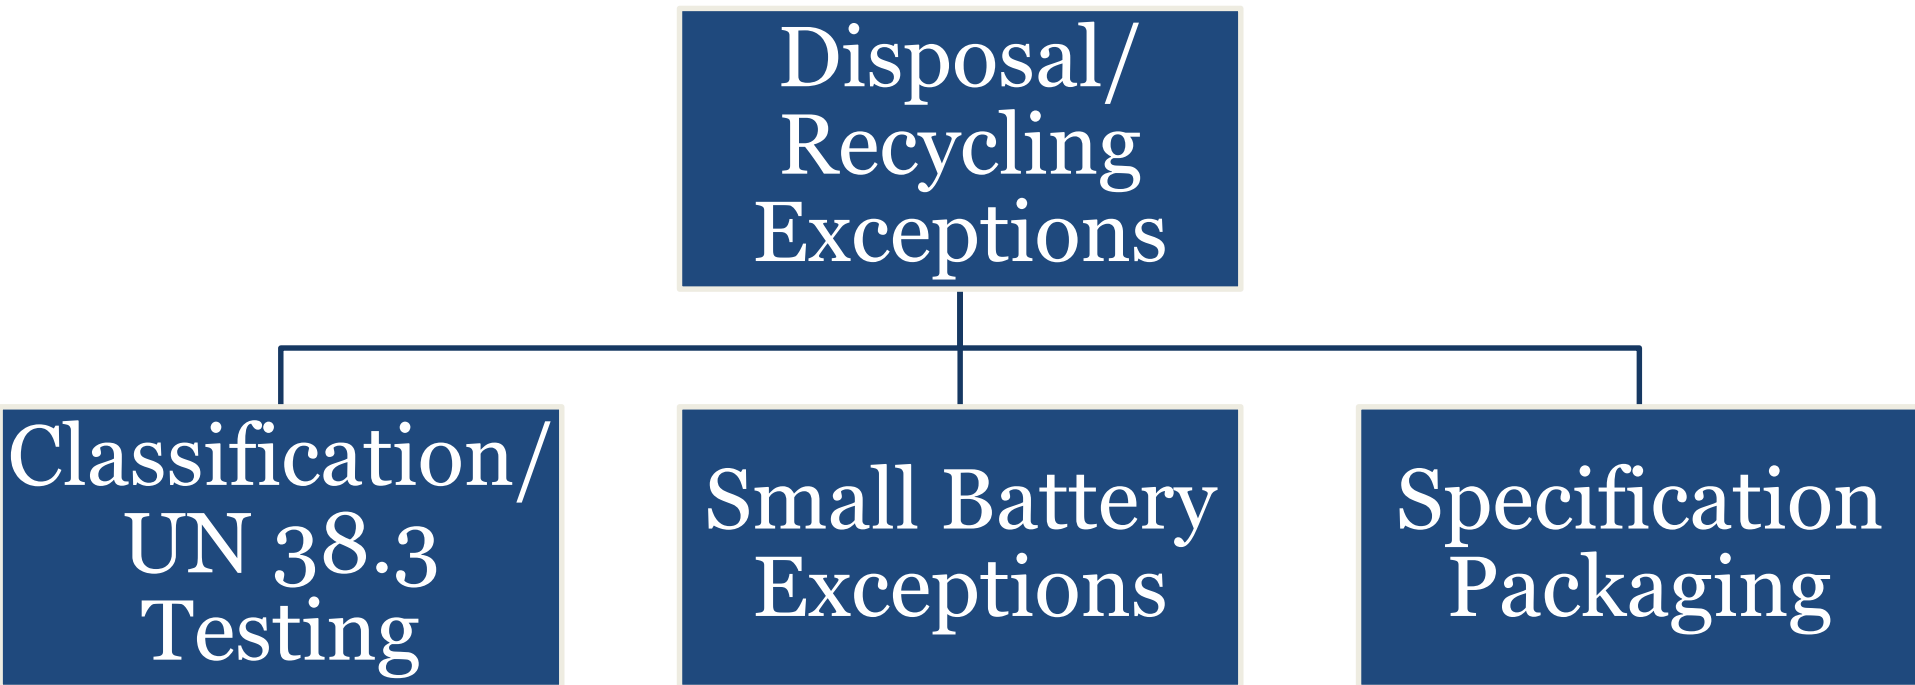 Disposal/
Recycling
Exceptions
Classification/
UN 38.3
Testing
Small Battery
Exceptions
Specification
Packaging